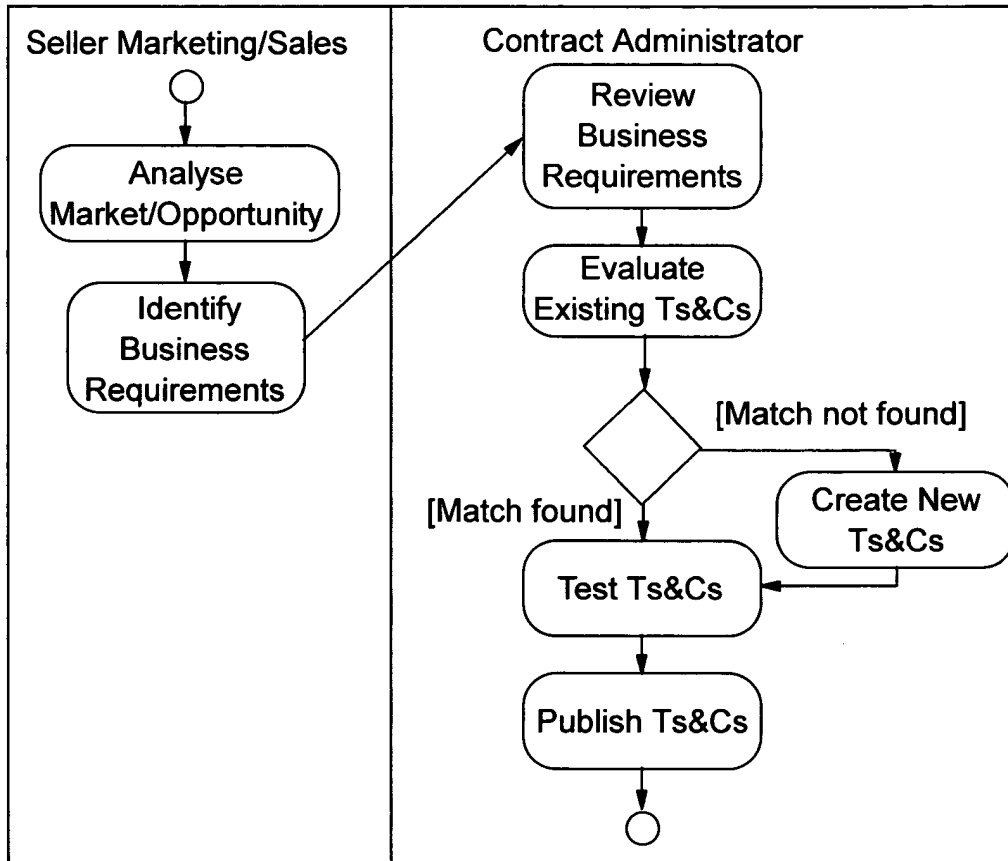 Seller Marketing/Sales
Analyse
Market/Opportunity
Identify
Business
Requirements
Contract Administrator
Review
Business
Requirements
Evaluate
Existing Ts&Cs
[Match not found]
[Match found]
Create New
Ts&Cs
Test Ts&Cs
Publish Ts&Cs